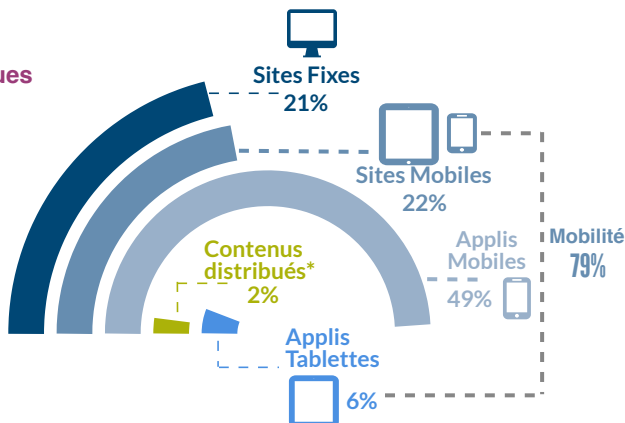 ues
Sites Fixes
21%
Sites Mobiles
22%
Applis
Mobiles
49%
Mobilité
79%
Contenus
distribués*
2%
Applis
Tablettes
6%